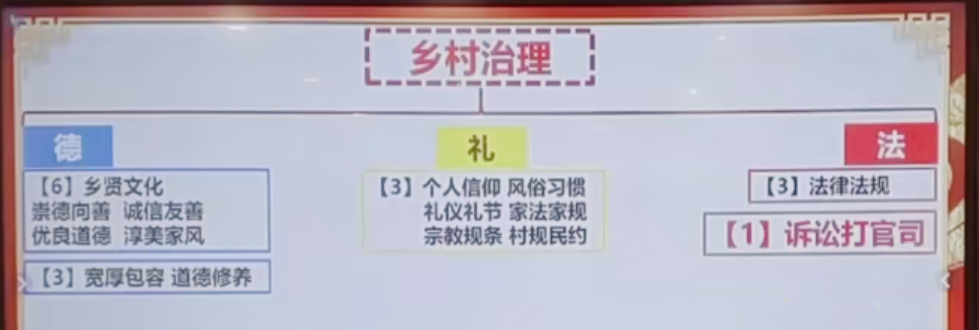 乡村治理
德
【6】乡贤文化
崇德向善 诚信友善
优良道德 淳美家风
【3】宽厚包容 道德修养
礼
【3】个人信仰 风俗习惯
礼仪礼节 家法家规
宗教规条 村规民约
法
【3】法律法规
【1】诉讼打官司